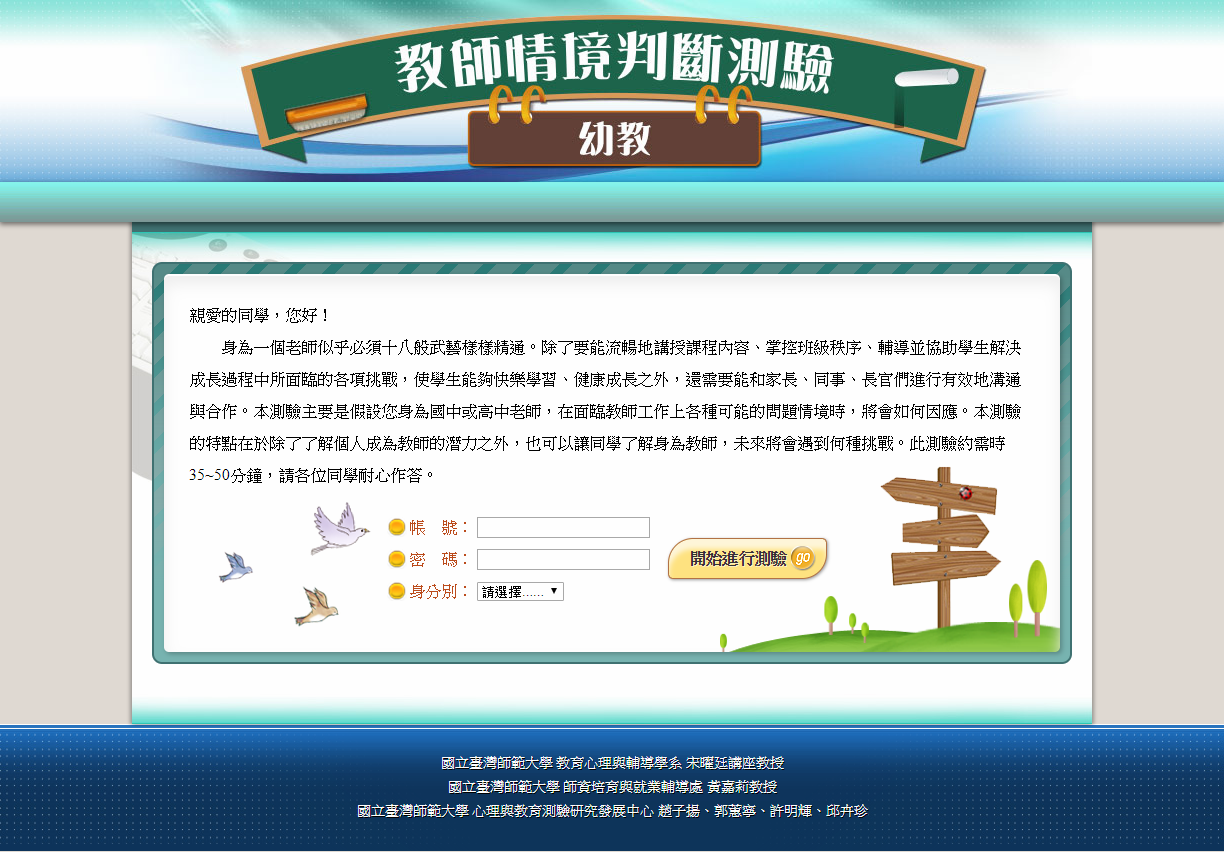 教師情境判斷測驗
幼教
親愛的同學，您好！
身為一個老師似乎必須十八般武藝樣樣精通。除了要能流暢地講授課程內容、掌控班級秩序、輔導並協助學生解決
成長過程中所面臨的各項挑戰，使學生能夠快樂學習、健康成長之外，還需要能和家長、同事、長官們進行有效地溝通
與合作。本測驗主要是假設您身為國中或高中老師，在面臨教師工作上各種可能的問題情境時，將會如何因應。本測驗
的特點在於除了了解個人成為教師的潛力之外，也可以讓同學了解身為教師，未來將會遇到何種挑戰。此測驗約需時
35~50分鐘，請各位同學耐心作答。
帳　號：
密　碼：
身分別： 請選擇......
開始進行測驗 go
國立臺灣師範大學 教育心理與輔導學系 宋曜廷講座教授
國立臺灣師範大學 師資培育與就業輔導處 黃嘉莉教授
國立臺灣師範大學 心理與教育測驗研究發展中心 趙子揚、郭蕙寧、許明輝、邱卉珍